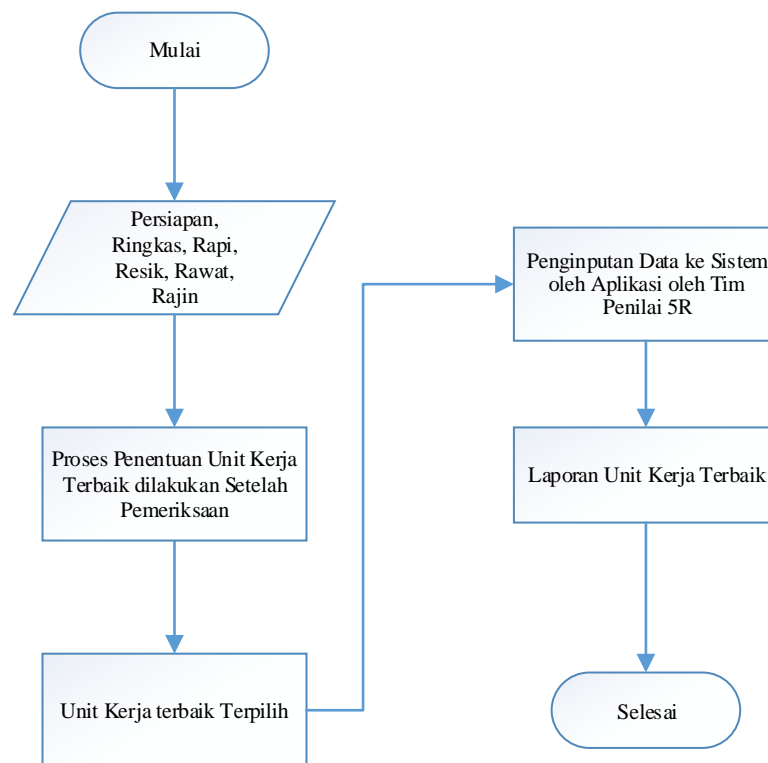 Mulai
Persiapan,
Ringkas, Rapi,
Resik, Rawat,
Rajin
Proses Penentuan Unit Kerja
Terbaik dilakukan Setelah
Pemeriksaan
Unit Kerja terbaik Terpilih
Penginputan Data ke Sistem
oleh Aplikasi oleh Tim
Penilai 5R
Laporan Unit Kerja Terbaik
Selesai